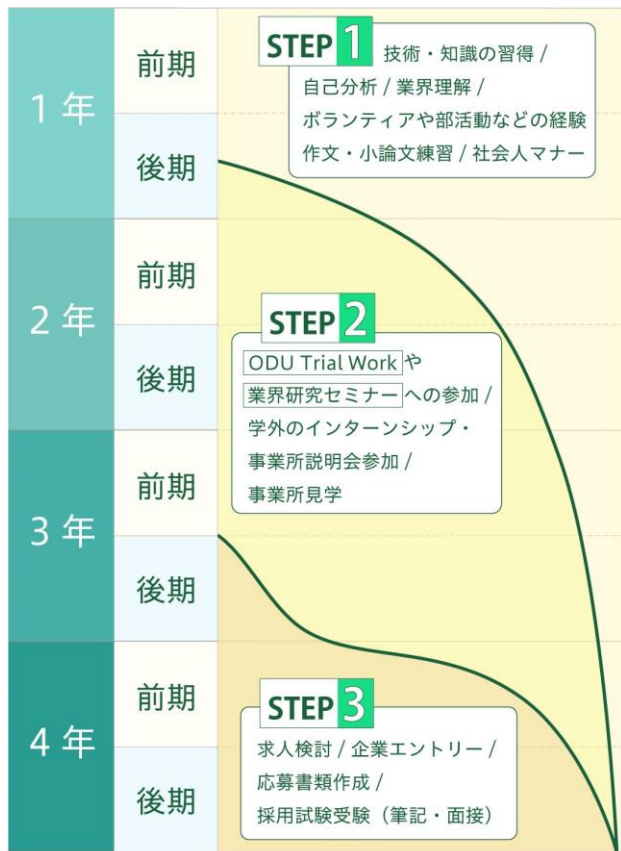 1 年
前期
後期
2 年
前期
後期
3 年
前期
後期
4 年
前期
後期
STEP 1
技術・知識の習得 /
自己分析 / 業界理解 /
ボランティアや部活動などの経験
作文・小論文練習 / 社会人マナー
STEP 2
ODU Trial Work や
業界研究セミナーへの参加 /
学外のインターンシップ・
事業所説明会参加 /
事業所見学
STEP 3
求人検討 / 企業エントリー /
応募書類作成 /
採用試験受験（筆記・面接）